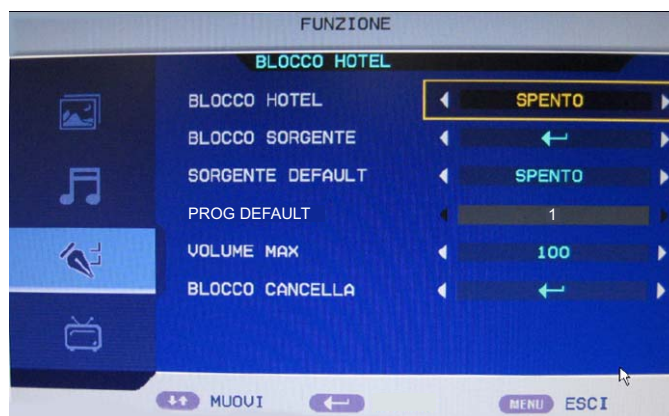 FUNZIONE
BLOCCO HOTEL
BLOCCO HOTEL SPENTO
BLOCCO SORGENTE
SORGENTE DEFAULT SPENTO
PROG DEFAULT 1
VOLUME MAX 100
BLOCCO CANCELLA
MUOVI MENU ESCI